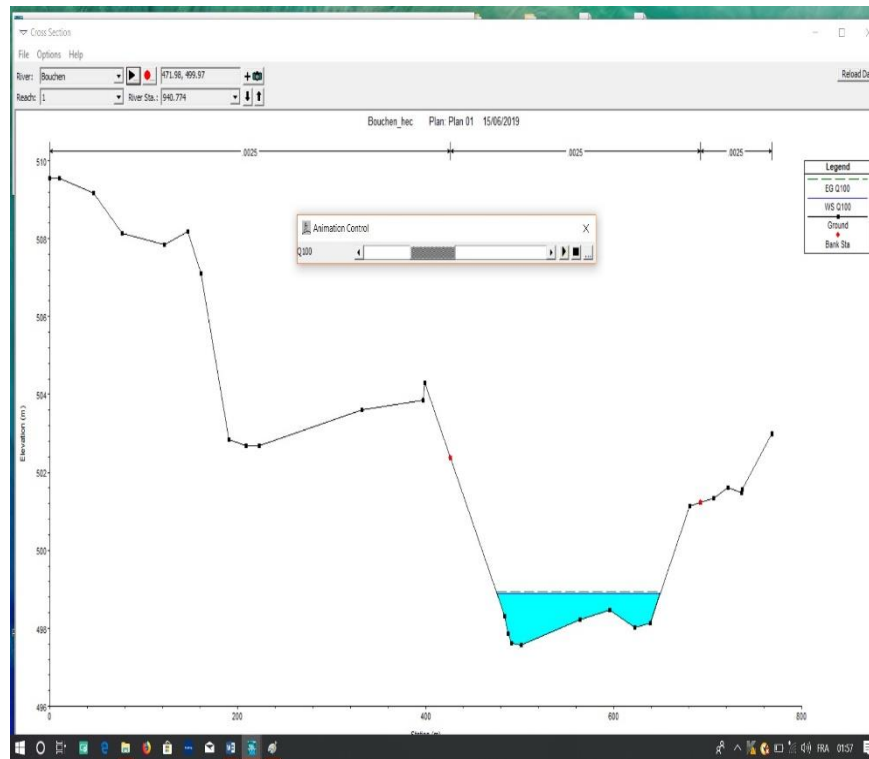 Cross Section
File Options Help
River: Bouchen 471.98, 499.97 Reload Da
Reach: 1 River Sta.: 940.774
Bouchen_hec Plan: Plan 01 15/06/2019
.0025 .0025 .0025
Legend
EG Q100
WS Q100
Ground
Bank Sta
Animation Control
Q100
Elevation (m)
510
508
506
504
502
500
498
496
0 200 400 600 800
Station (m)
FRA 01:57